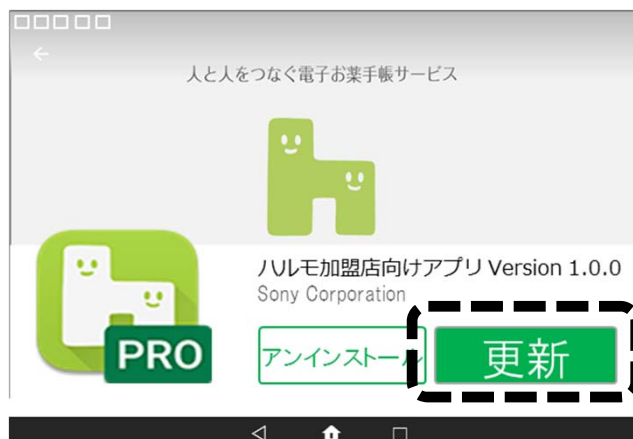 人と人をつなぐ電子お薬手帳サービス
ハルモ加盟店向けアプリ Version 1.0.0
Sony Corporation
PRO
アンインストール
更新